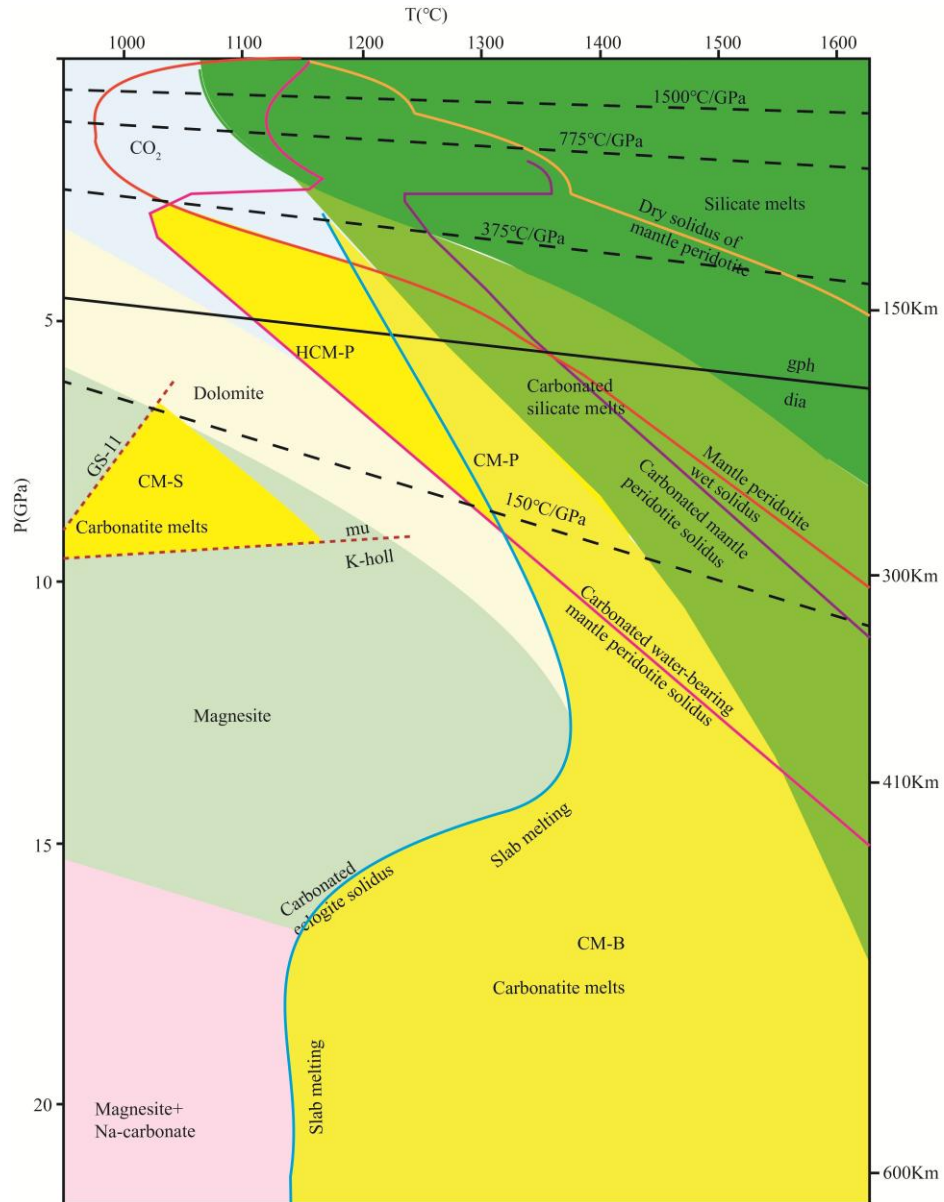 T(℃)
1000 1100 1200 1300 1400 1500 1600
1500℃/GPa
775℃/GPa
CO2
Silicate melts
Dry solidus of
mantle peridotite
375℃/GPa
150Km
5
HCM-P
gph
dia
Dolomite
Carbonated
silicate melts
GS-11
CM-P
CM-S
150℃/GPa
Mantle peridotite
wet solidus
Carbonated mantle
peridotite solidus
P(GPa)
Carbonatite melts
mu
K-holl
10
300Km
Carbonated water-bearing
mantle peridotite solidus
Magnesite
410Km
15
Slab melting
Carbonated
eclogite solidus
CM-B
Carbonatite melts
Slab melting
20
Magnesite+
Na-carbonate
600Km